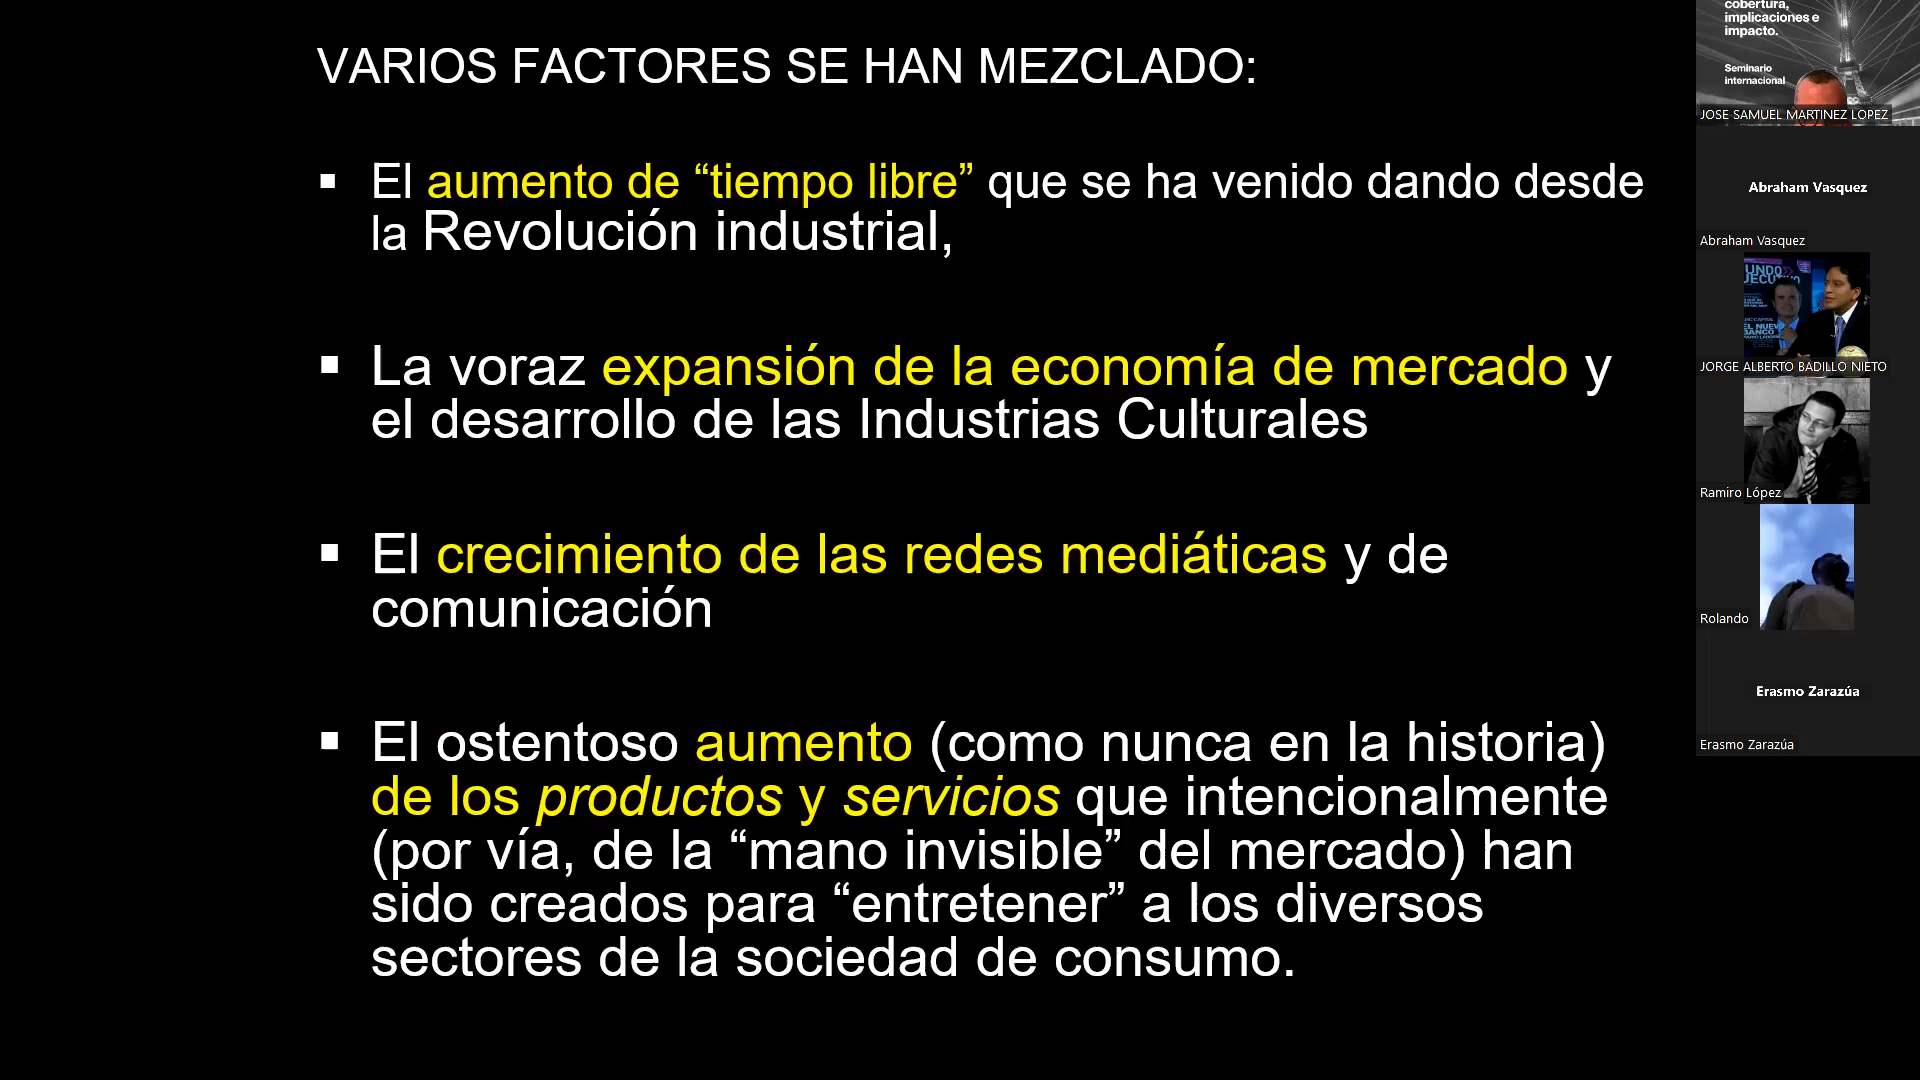 VARIOS FACTORES SE HAN MEZCLADO:
▪ El aumento de “tiempo libre” que se ha venido dando desde
la Revolución industrial,
▪ La voraz expansión de la economía de mercado y
el desarrollo de las Industrias Culturales
▪ El crecimiento de las redes mediáticas y de
comunicación
▪ El ostentoso aumento (como nunca en la historia)
de los productos y servicios que intencionalmente
(por vía, de la “mano invisible” del mercado) han
sido creados para “entretener” a los diversos
sectores de la sociedad de consumo.
cobertura,
implicaciones e
impacto.
Seminario
internacional
JOSE SAMUEL MARTINEZ LOPEZ
Abraham Vasquez
Abraham Vasquez
EL NUEVO
BANCO
JORGE ALBERTO BADILLO NIETO
Ramiro López
Rolando
Erasmo Zarazúa
Erasmo Zarazúa